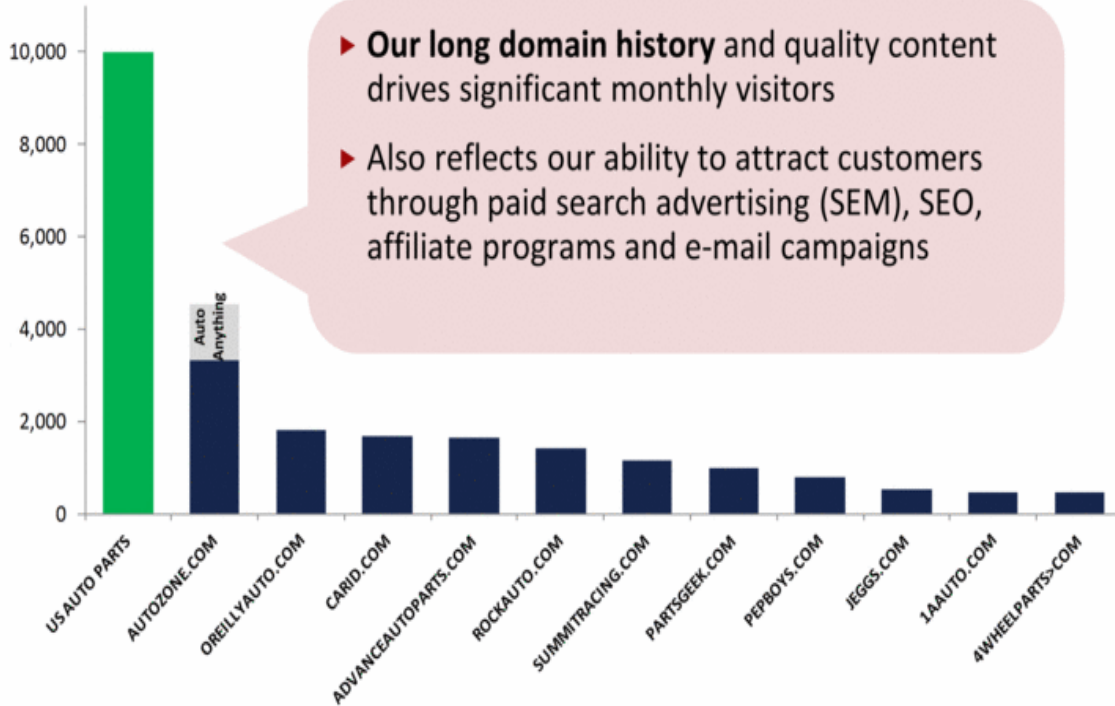 10,000
8,000
6,000
4,000
2,000
0
▸ Our long domain history and quality content
drives significant monthly visitors
▸ Also reflects our ability to attract customers
through paid search advertising (SEM), SEO,
affiliate programs and e-mail campaigns
Auto
Anything
US AUTO PARTS
AUTOZONE.COM
OREILLYAUTO.COM
CARID.COM
ADVANCEAUTOPARTS.COM
ROCKAUTO.COM
SUMMITRACING.COM
PARTSGEEK.COM
PEPBOYS.COM
JEGGS.COM
1AAUTO.COM
4WHEELPARTS>COM